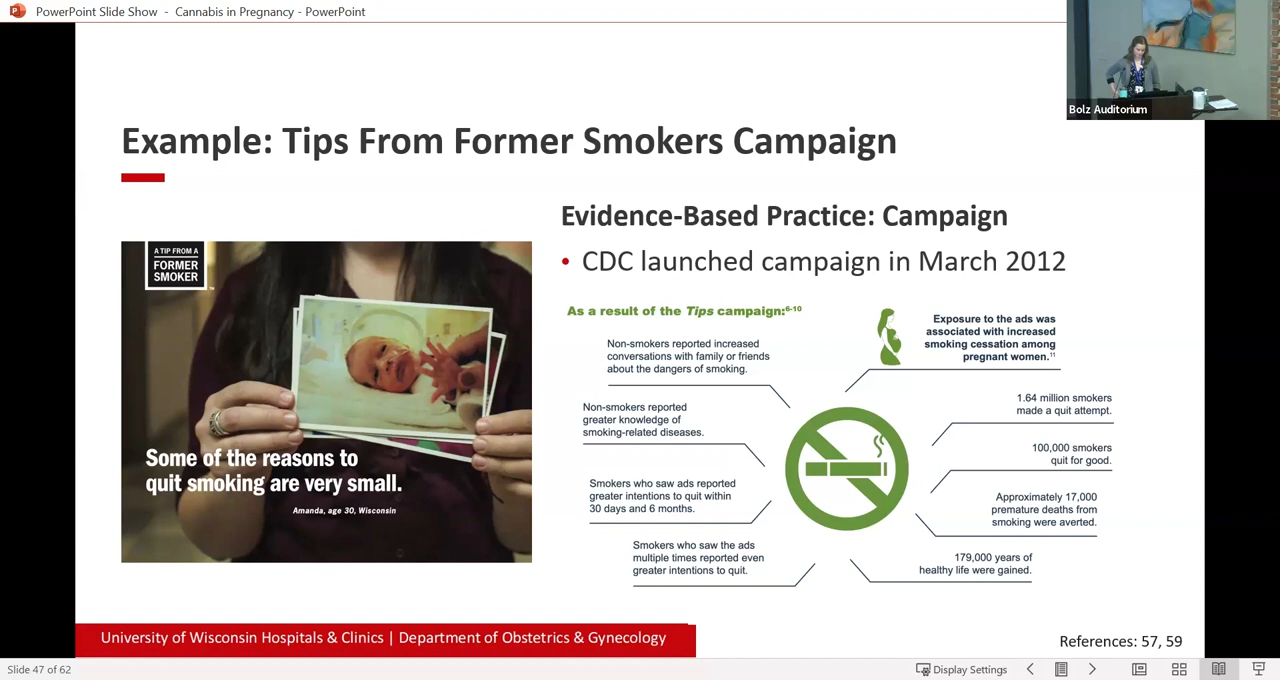 PowerPoint Slide Show - Cannabis in Pregnancy - PowerPoint
Bolz Auditorium
Example: Tips From Former Smokers Campaign
A TIP FROM A
FORMER
SMOKER
Some of the reasons to
quit smoking are very small.
Amanda, age 30, Wisconsin
Evidence-Based Practice: Campaign
• CDC launched campaign in March 2012
As a result of the Tips campaign:6-10
Non-smokers reported increased
conversations with family or friends
about the dangers of smoking.
Non-smokers reported
greater knowledge of
smoking-related diseases.
Smokers who saw ads reported
greater intentions to quit within
30 days and 6 months.
Smokers who saw the ads
multiple times reported even
greater intentions to quit.
Exposure to the ads was
associated with increased
smoking cessation among
pregnant women.11
1.64 million smokers
made a quit attempt.
100,000 smokers
quit for good.
Approximately 17,000
premature deaths from
smoking were averted.
179,000 years of
healthy life were gained.
University of Wisconsin Hospitals & Clinics | Department of Obstetrics & Gynecology
References: 57, 59
Slide 47 of 62
Display Settings